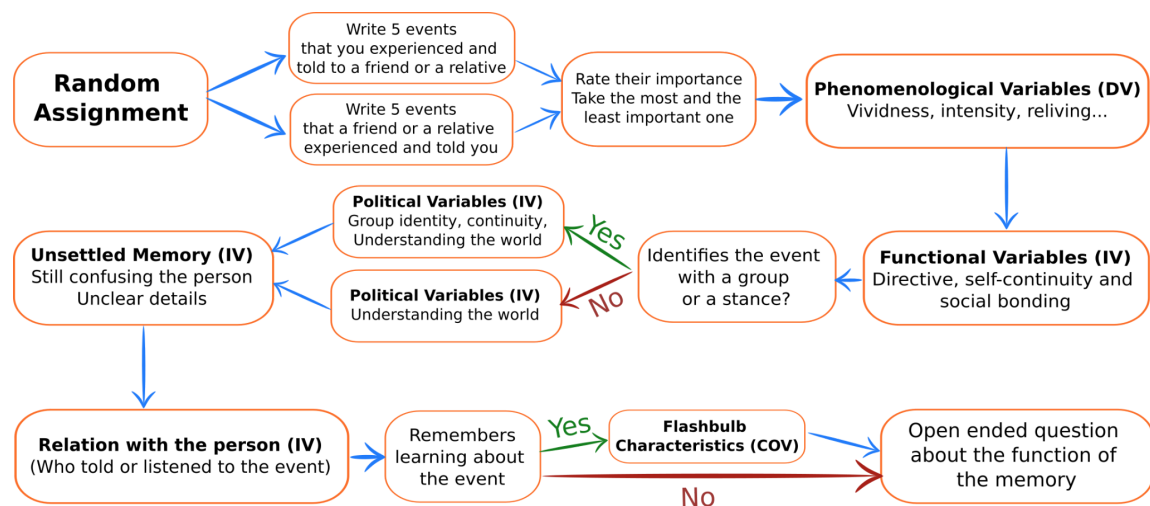 Random
Assignment
Write 5 events
that you experienced and
told to a friend or a relative
Write 5 events
that a friend or a relative
experienced and told you
Rate their importance
Take the most and the
least important one
Phenomenological Variables (DV)
Vividness, intensity, reliving...
Functional Variables (IV)
Directive, self-continuity and
social bonding
Identifies the event
with a group
or a stance?
Yes
No
Political Variables (IV)
Group identity, continuity,
Understanding the world
Political Variables (IV)
Understanding the world
Unsettled Memory (IV)
Still confusing the person
Unclear details
Relation with the person (IV)
(Who told or listened to the event)
Remembers
learning about
the event
Yes
No
Flashbulb
Characteristics (COV)
Open ended question
about the function of
the memory